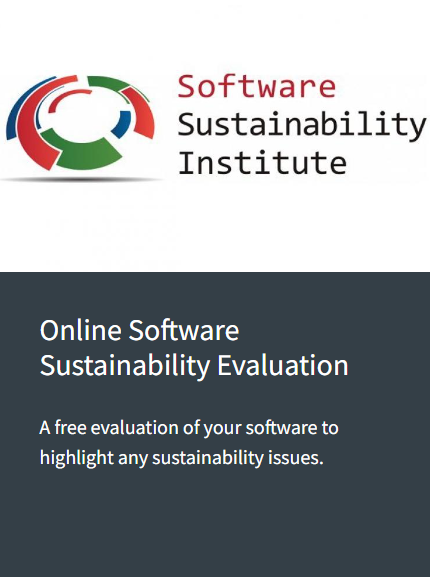 Software
Sustainability
Institute
Online Software
Sustainability Evaluation
A free evaluation of your software to
highlight any sustainability issues.